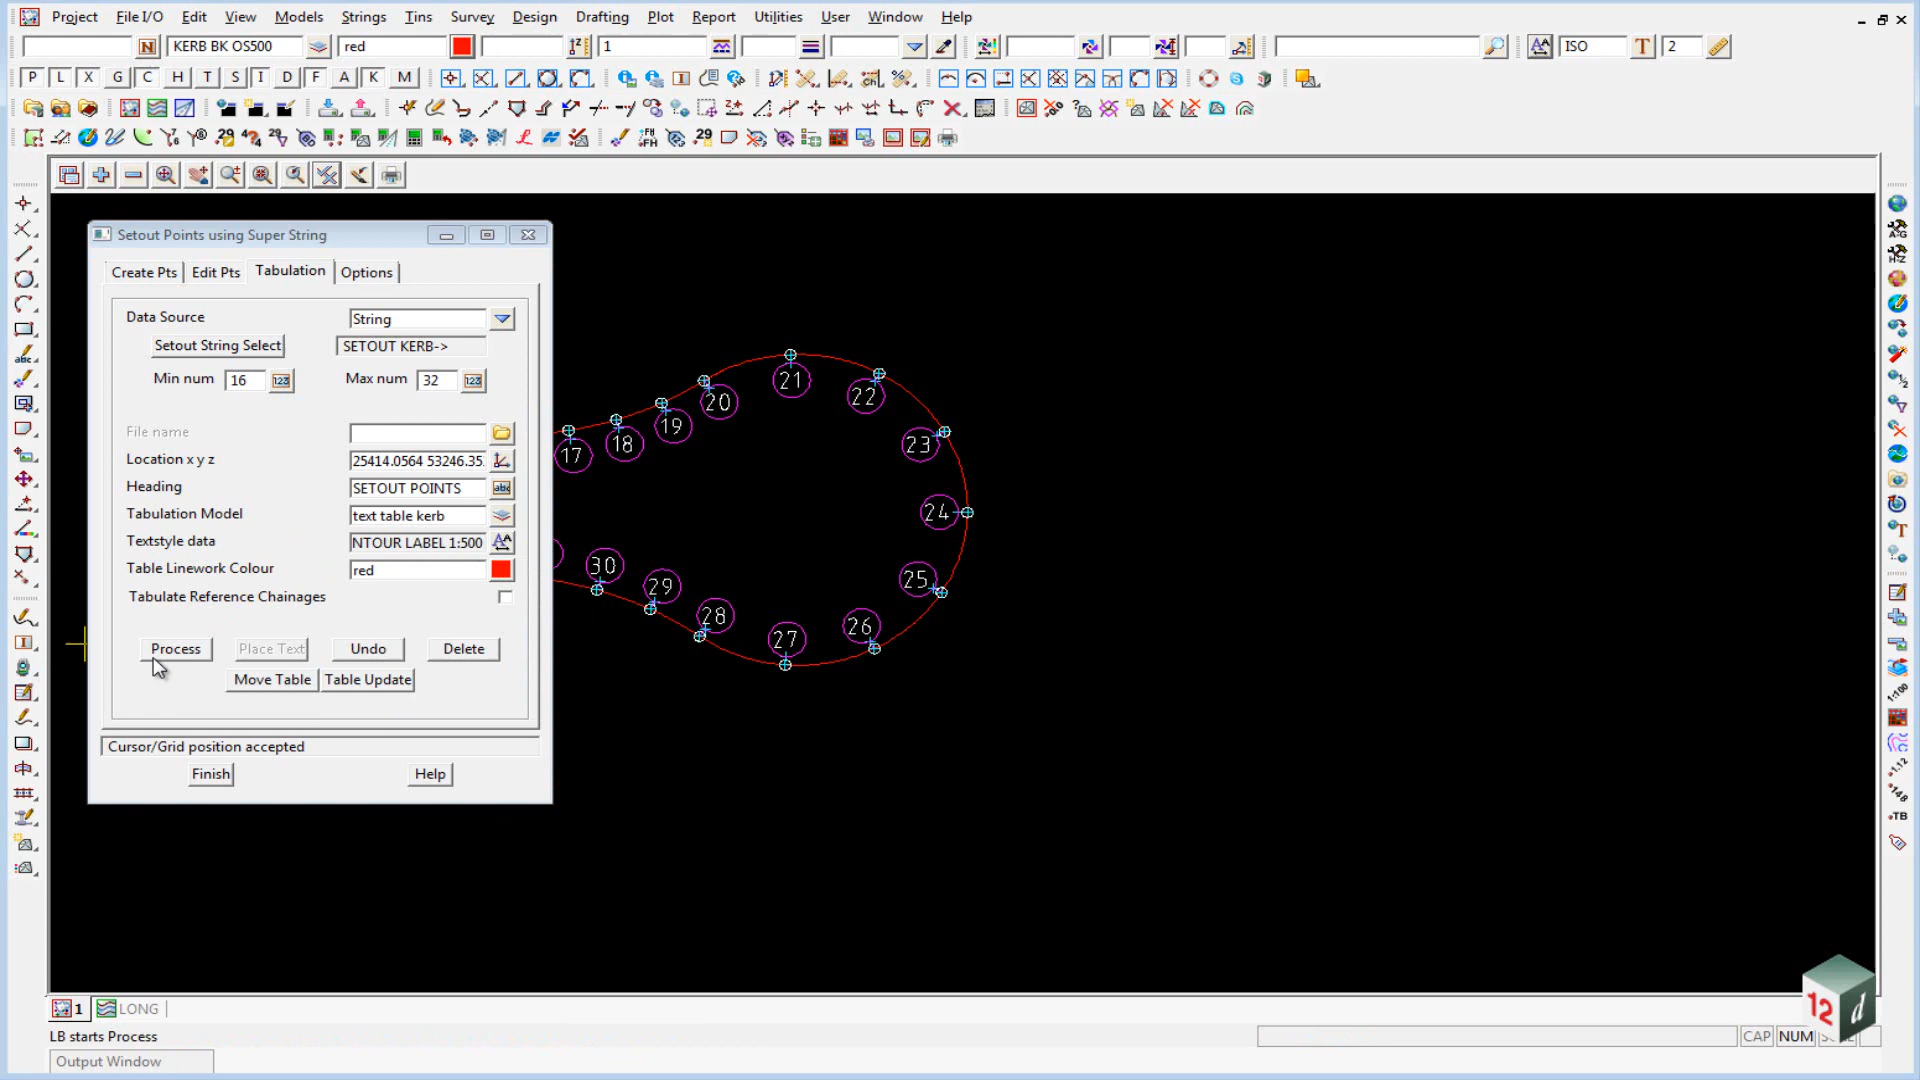 Project File I/O Edit View Models Strings Tins Survey Design Drafting Plot Report Utilities User Window Help
N KERB BK OS500 red 1 ISO T 2
P L X G C H T S I D F A K M
Setout Points using Super String
Create Pts Edit Pts Tabulation Options
Data Source String
Setout String Select SETOUT KERB->
Min num 16 123 Max num 32 123
File name
Location x y z 25414.0564 53246.35
Heading SETOUT POINTS abc
Tabulation Model text table kerb
Textstyle data NTOUR LABEL 1:500
Table Linework Colour red
Tabulate Reference Chainages
Process Place Text Undo Delete
Move Table Table Update
Cursor/Grid position accepted
Finish Help
17
18
19
20
21
22
23
24
25
26
27
28
29
30
1 LONG
12 d
LB starts Process
CAP NUM
Output Window